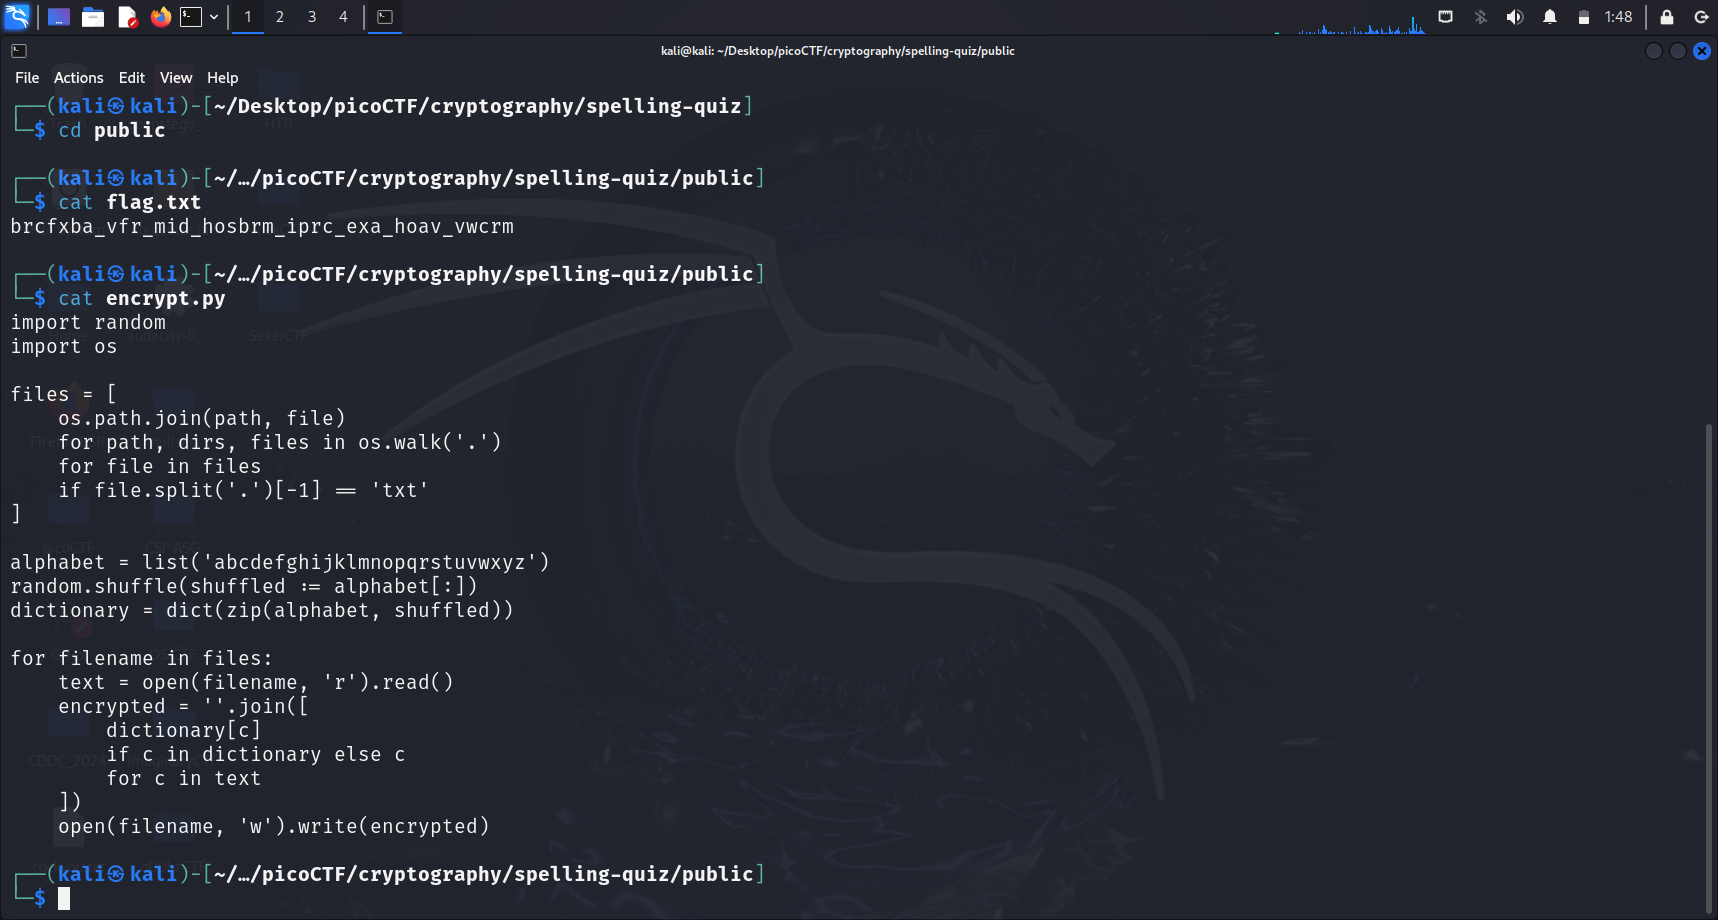 1 2 3 4 1:48
kali@kali: ~/Desktop/picoCTF/cryptography/spelling-quiz/public
File Actions Edit View Help
┌──(kali㉿kali)-[~/Desktop/picoCTF/cryptography/spelling-quiz]
└─$ cd public
┌──(kali㉿kali)-[~/…/picoCTF/cryptography/spelling-quiz/public]
└─$ cat flag.txt
brcfxba_vfr_mid_hosbrm_iprc_exa_hoav_vwcrm
┌──(kali㉿kali)-[~/…/picoCTF/cryptography/spelling-quiz/public]
└─$ cat encrypt.py
import random
import os
files = [
    os.path.join(path, file)
    for path, dirs, files in os.walk('.')
    for file in files
    if file.split('.')[-1] == 'txt'
]
alphabet = list('abcdefghijklmnopqrstuvwxyz')
random.shuffle(shuffled := alphabet[:])
dictionary = dict(zip(alphabet, shuffled))
for filename in files:
    text = open(filename, 'r').read()
    encrypted = ''.join([
        dictionary[c]
        if c in dictionary else c
        for c in text
    ])
    open(filename, 'w').write(encrypted)
┌──(kali㉿kali)-[~/…/picoCTF/cryptography/spelling-quiz/public]
└─$
HTB
SekaiCTF
picoCTF
CDDC_2024